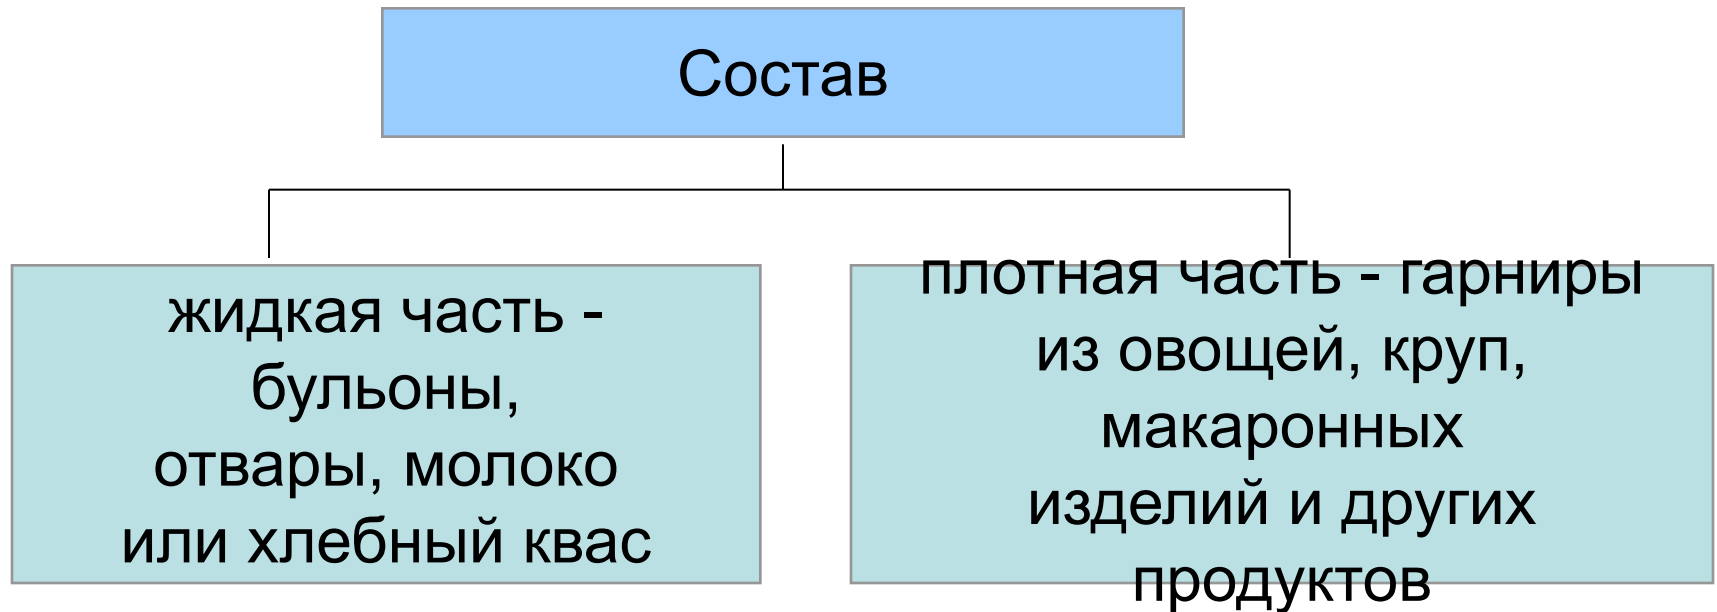 Состав
жидкая часть -
бульоны,
отвары, молоко
или хлебный квас
плотная часть - гарниры
из овощей, круп,
макаронных
изделий и других
продуктов